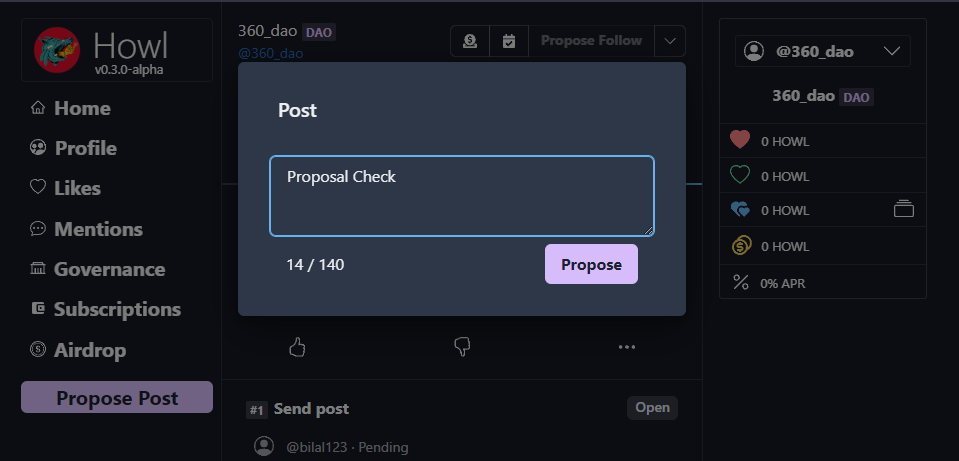 Howl
v0.3.0-alpha
Home
Profile
Likes
Mentions
Governance
Subscriptions
Airdrop
Propose Post
360_dao DAO
@360_dao
Propose Follow
Post
Proposal Check
14 / 140
Propose
#1 Send post
Open
@bilal123 · Pending
@360_dao
360_dao DAO
0 HOWL
0 HOWL
0 HOWL
0 HOWL
0% APR